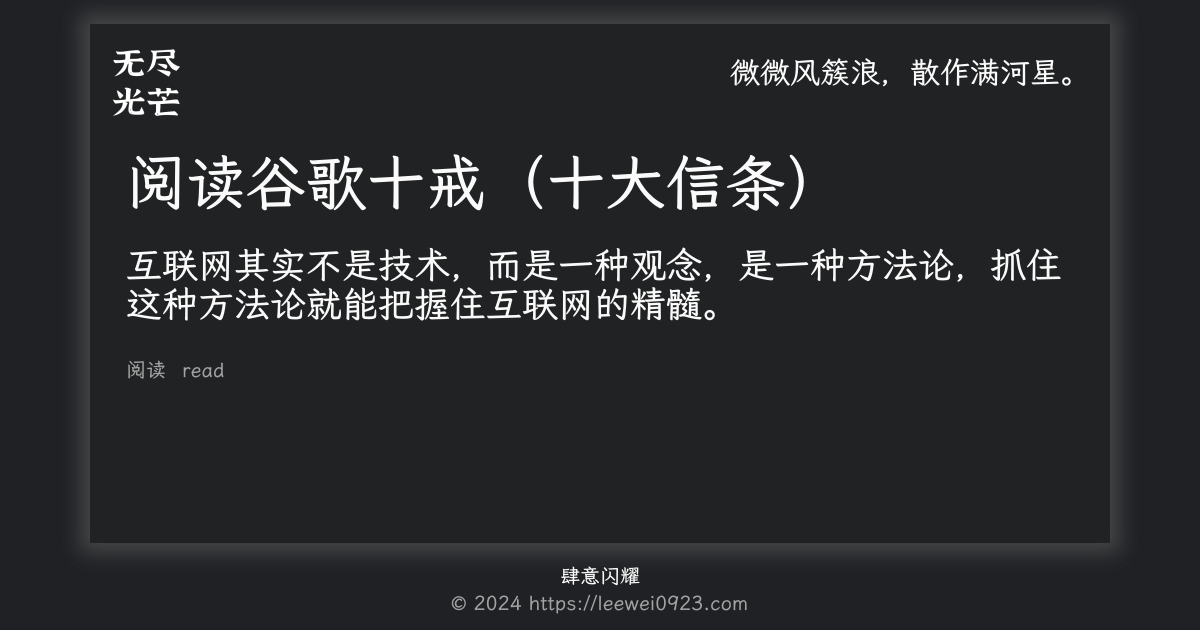 无尽
光芒
微微风簇浪，散作满河星。
阅读谷歌十戒（十大信条）
互联网其实不是技术，而是一种观念，是一种方法论，抓住
这种方法论就能把握住互联网的精髓。
阅读 read
肆意闪耀
© 2024 https://leewei0923.com